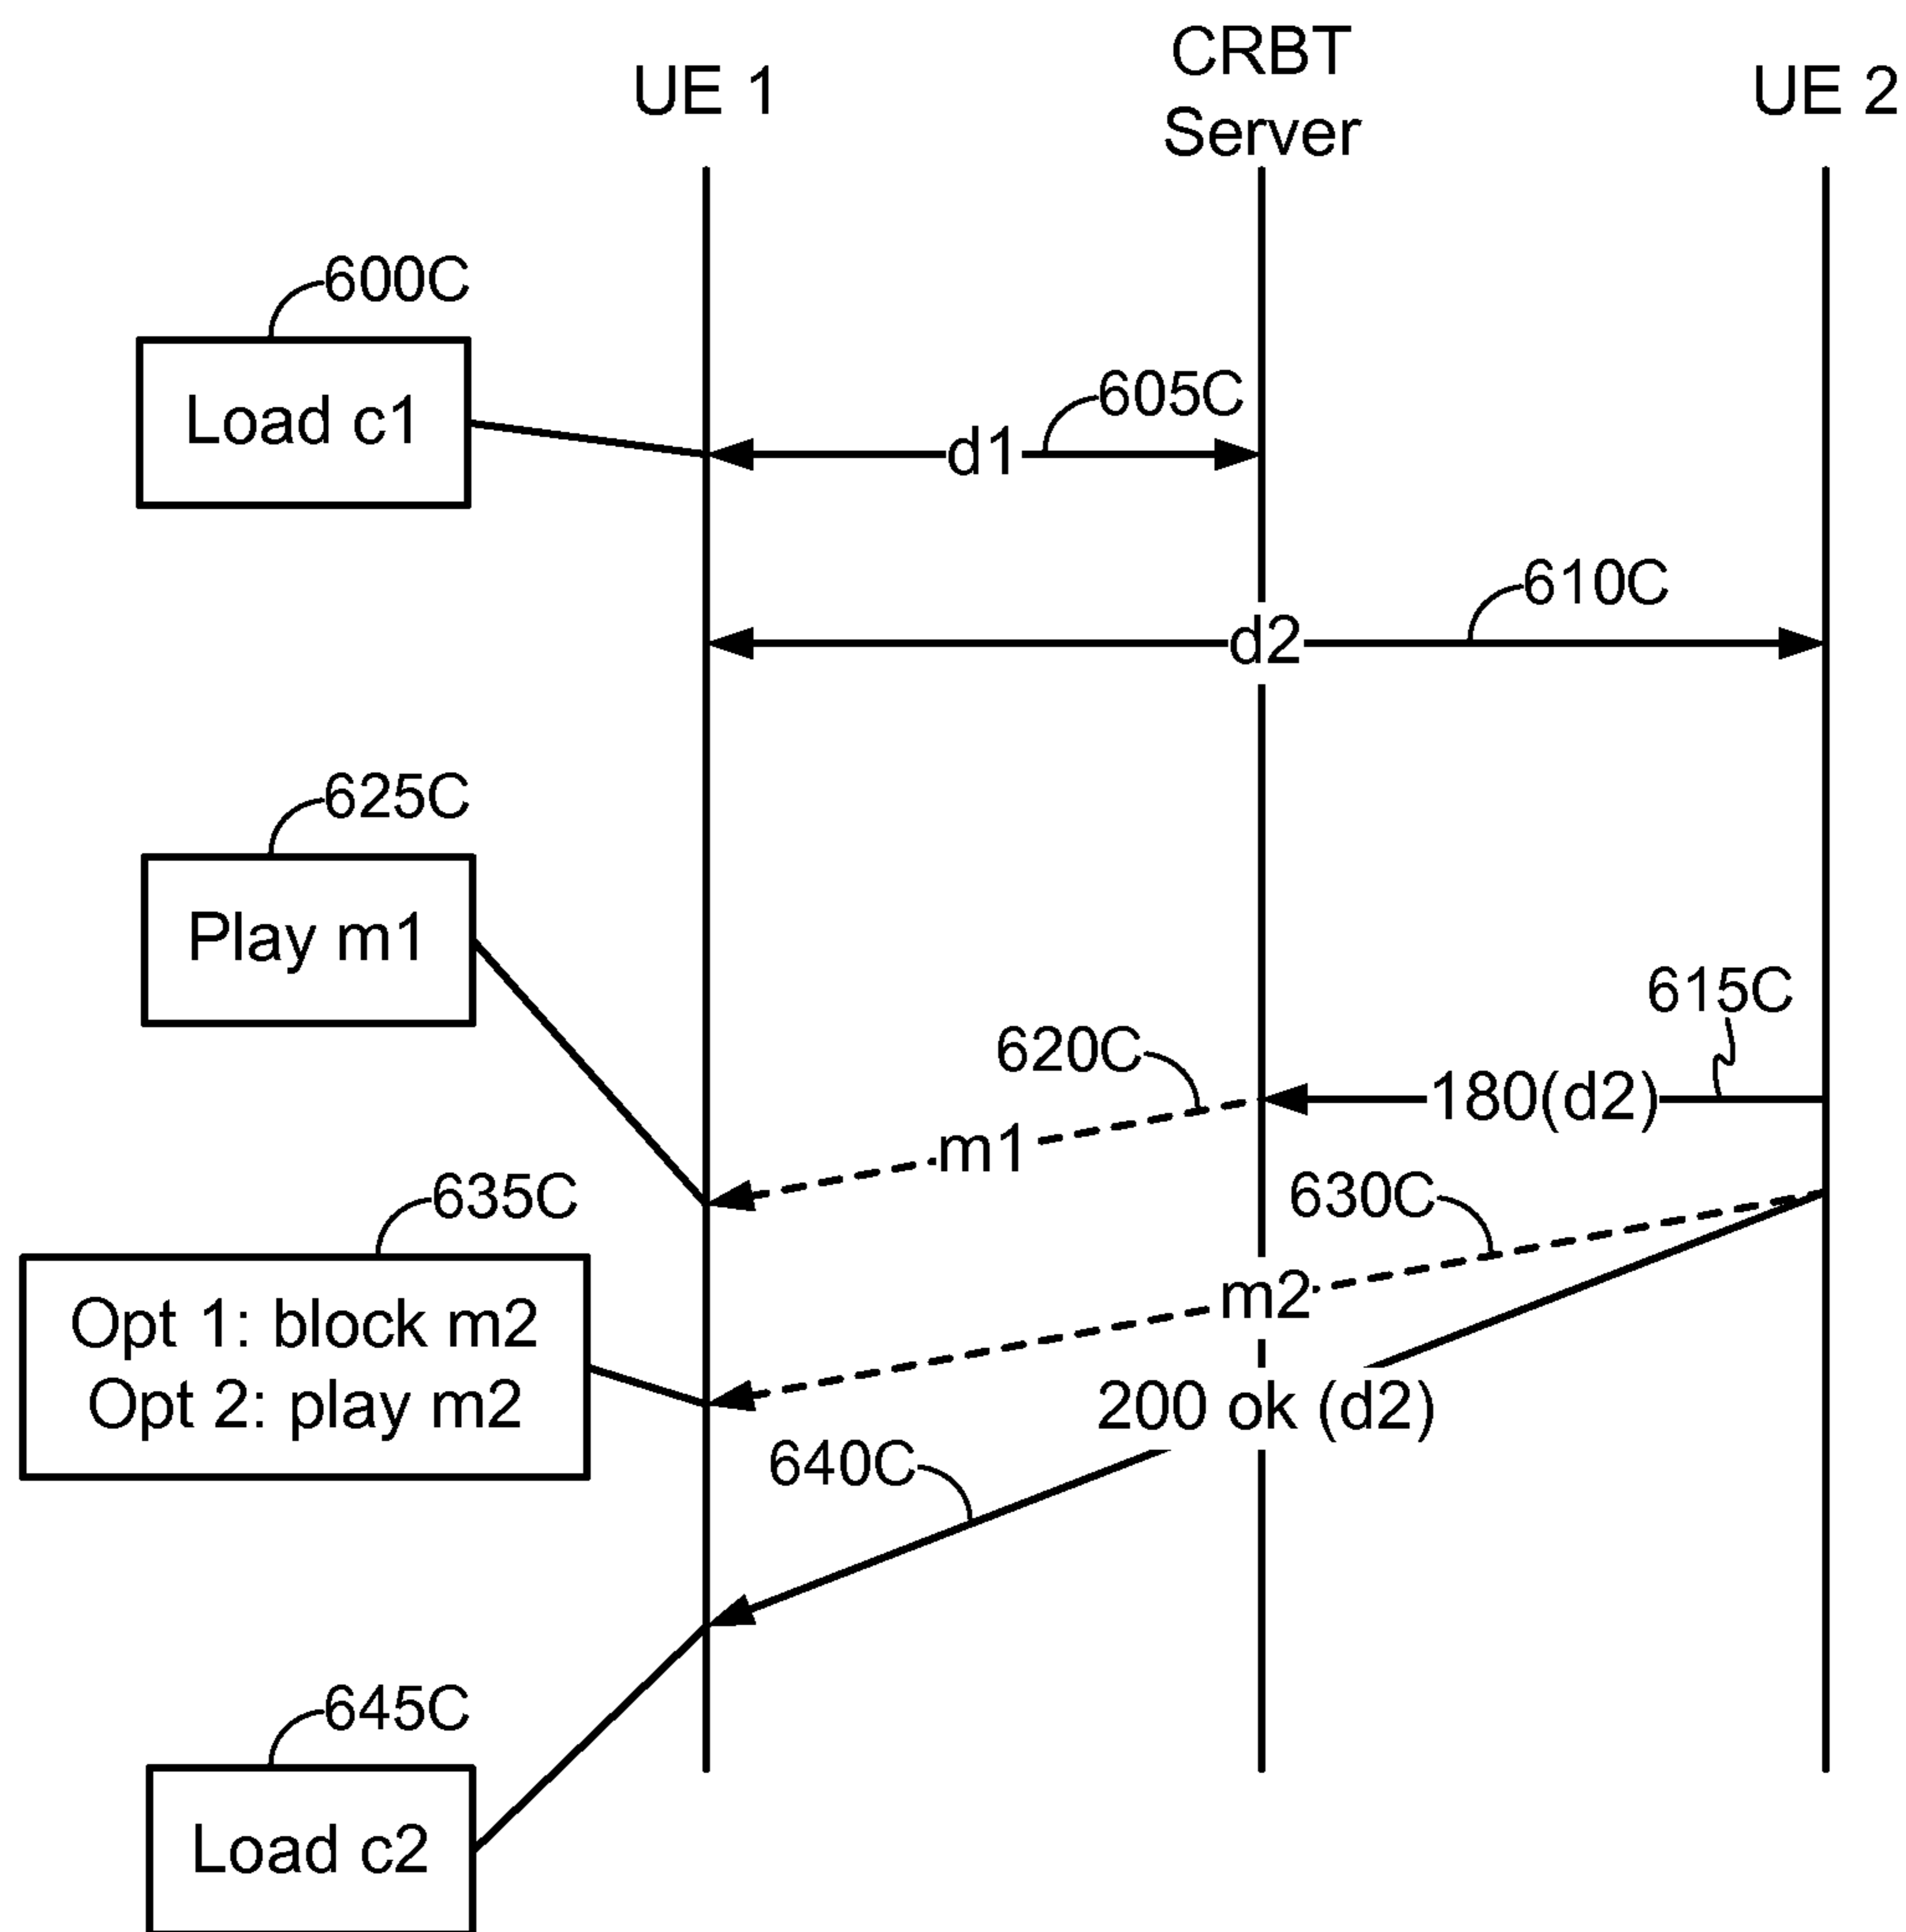 UE 1
CRBT
Server
UE 2
600C
Load c1
605C
d1
610C
d2
625C
Play m1
615C
180(d2)
620C
m1
635C
630C
Opt 1: block m2
Opt 2: play m2
m2
200 ok (d2)
640C
645C
Load c2